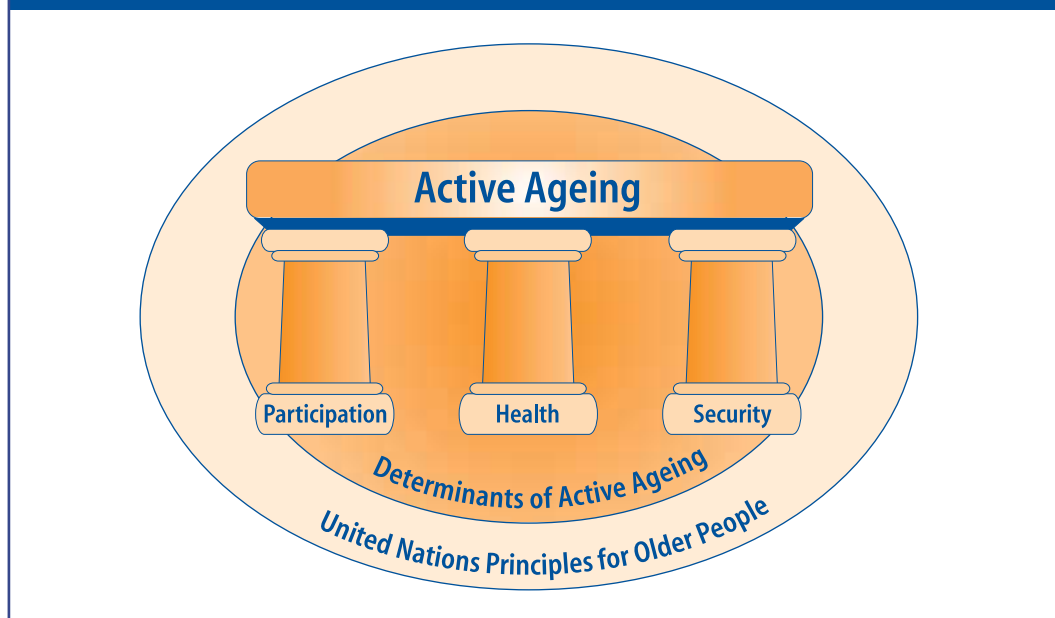 Active Ageing
Participation
Health
Security
Determinants of Active Ageing
United Nations Principles for Older People